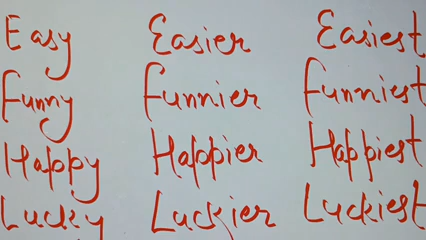 Easy Easier Easiest
Funny Funnier Funniest
Happy Happier Happiest
Lucky Luckier Luckiest